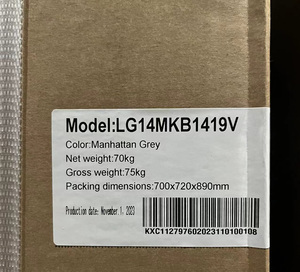 Model:LG14MKB1419V
Color:Manhattan Grey
Net weight:70kg
Gross weight:75kg
Packing dimensions:700x720x890mm
Production date: November 1. 2023
KXC112797602023110100108